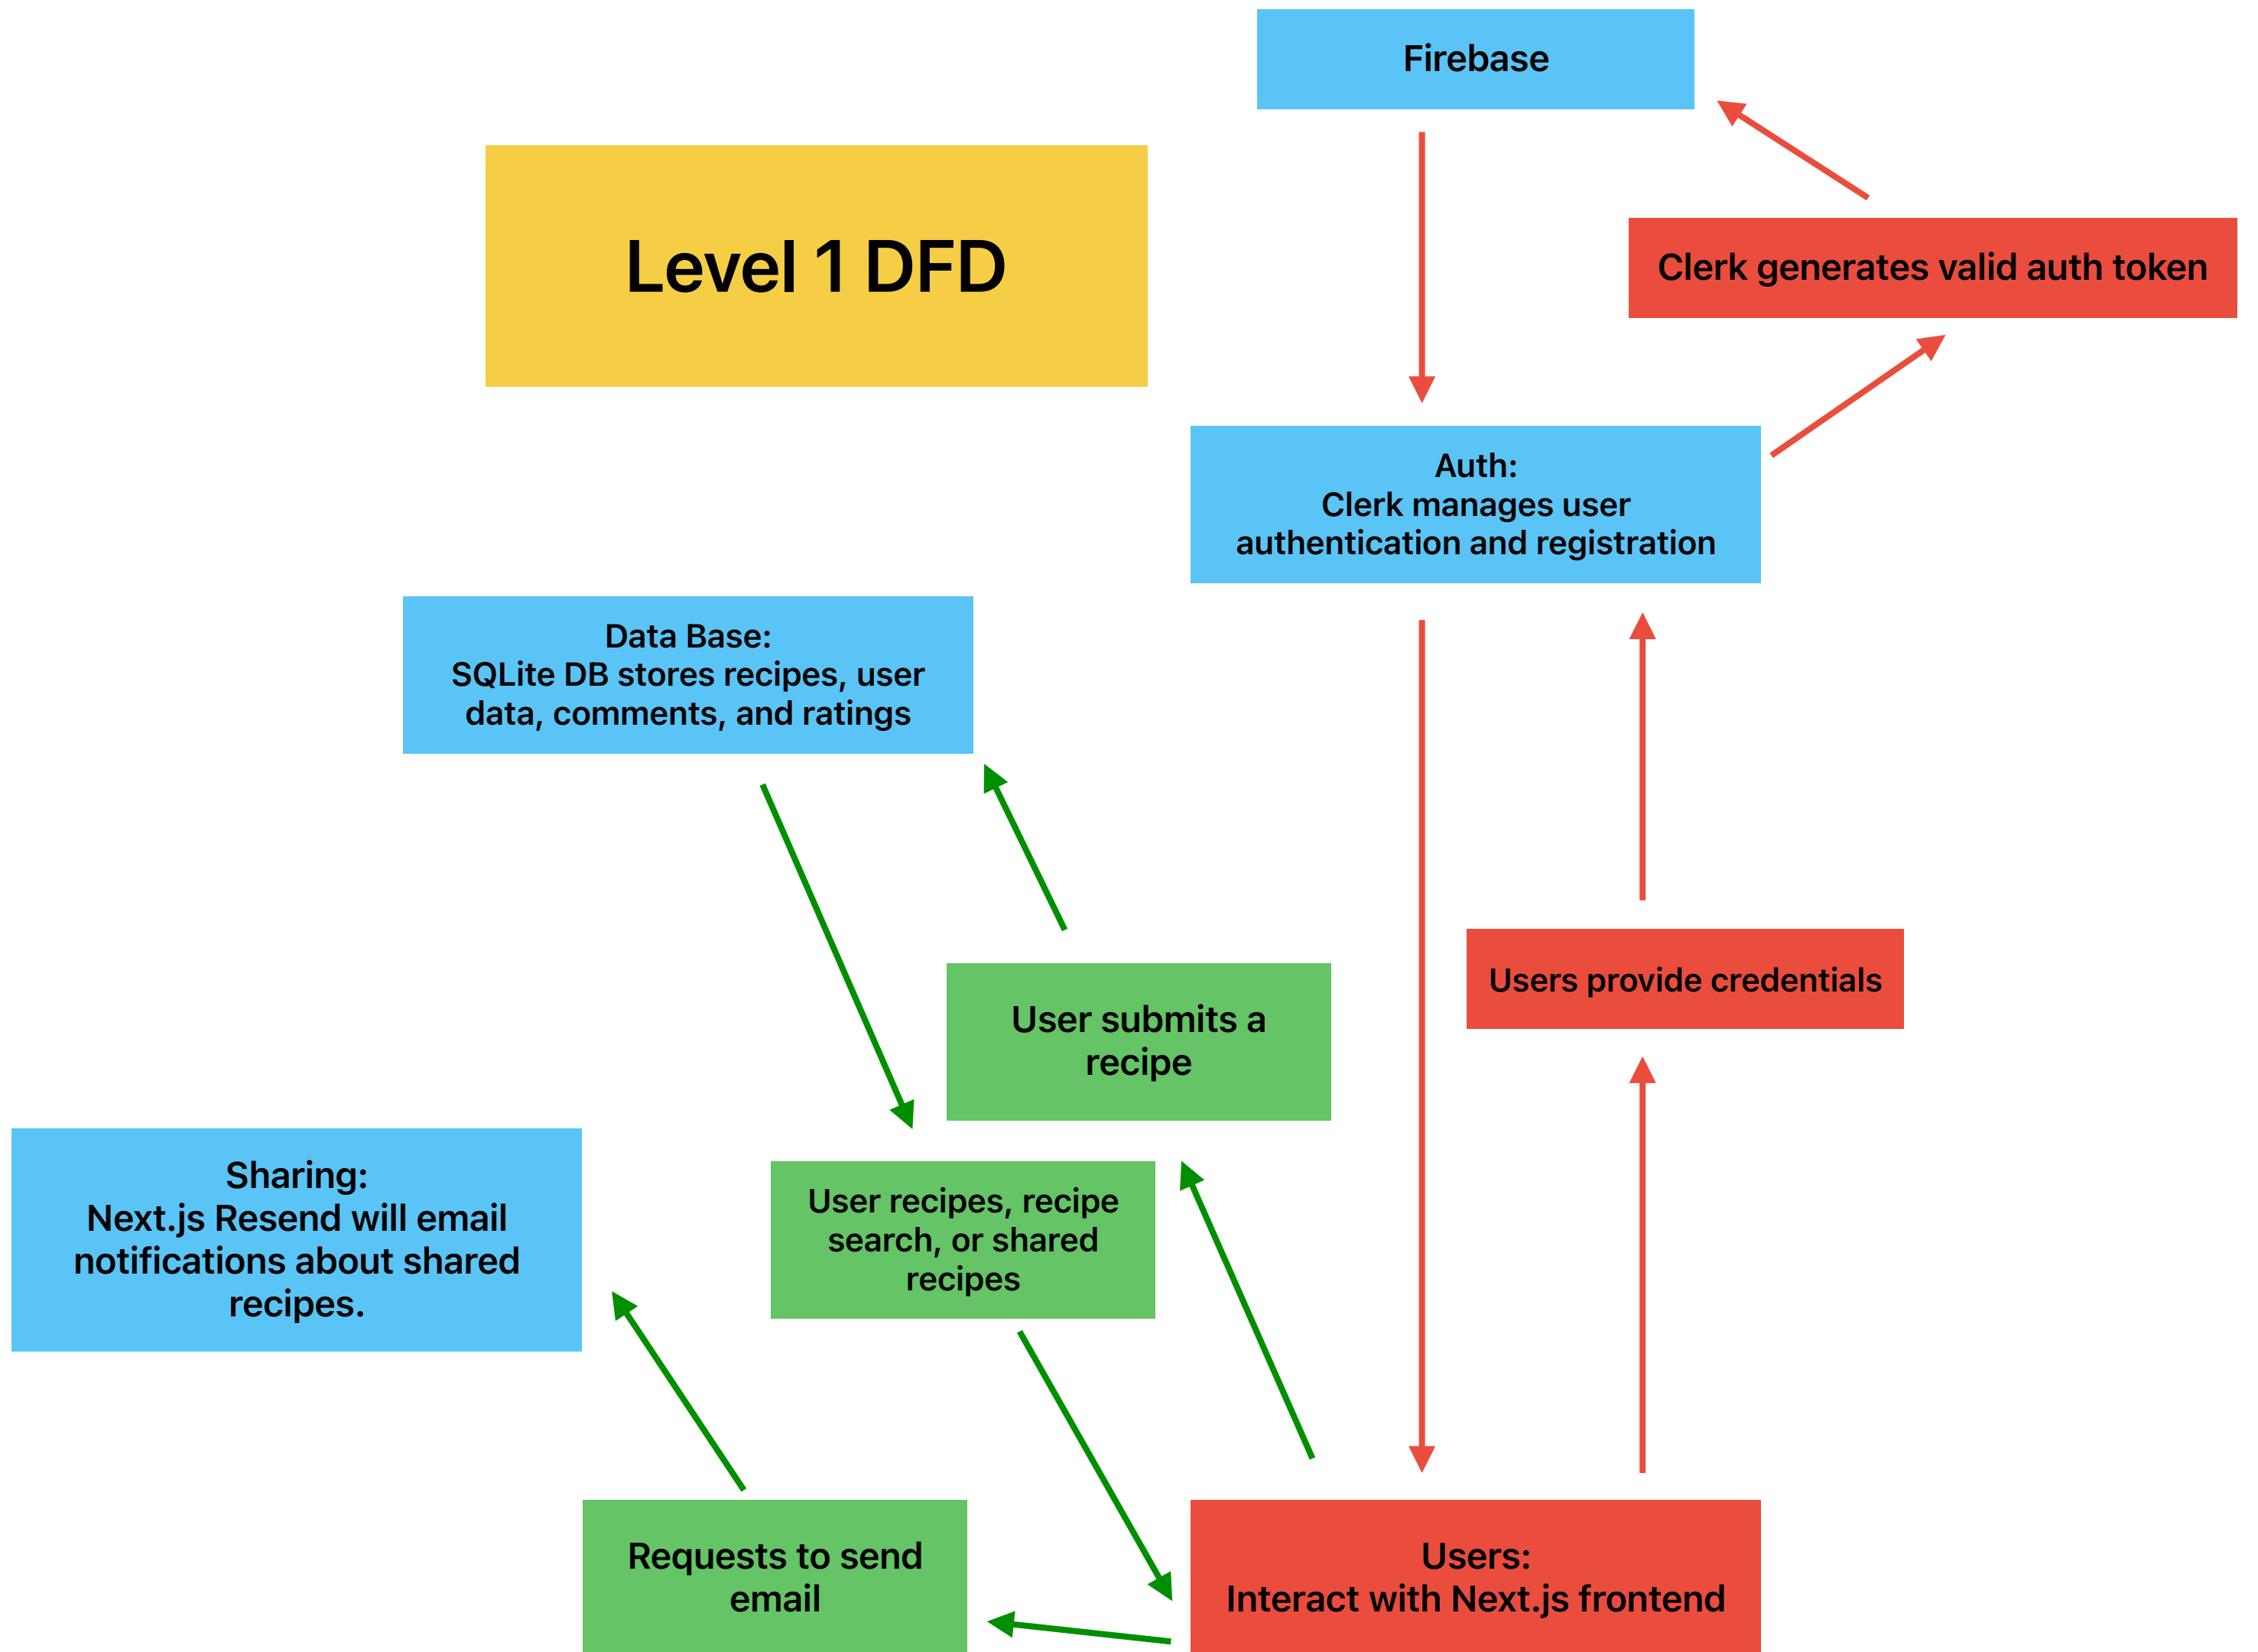 Firebase
Level 1 DFD
Clerk generates valid auth token
Auth:
Clerk manages user
authentication and registration
Data Base:
SQLite DB stores recipes, user
data, comments, and ratings
Users provide credentials
User submits a
recipe
Sharing:
Next.js Resend will email
notifications about shared
recipes.
User recipes, recipe
search, or shared
recipes
Requests to send
email
Users:
Interact with Next.js frontend